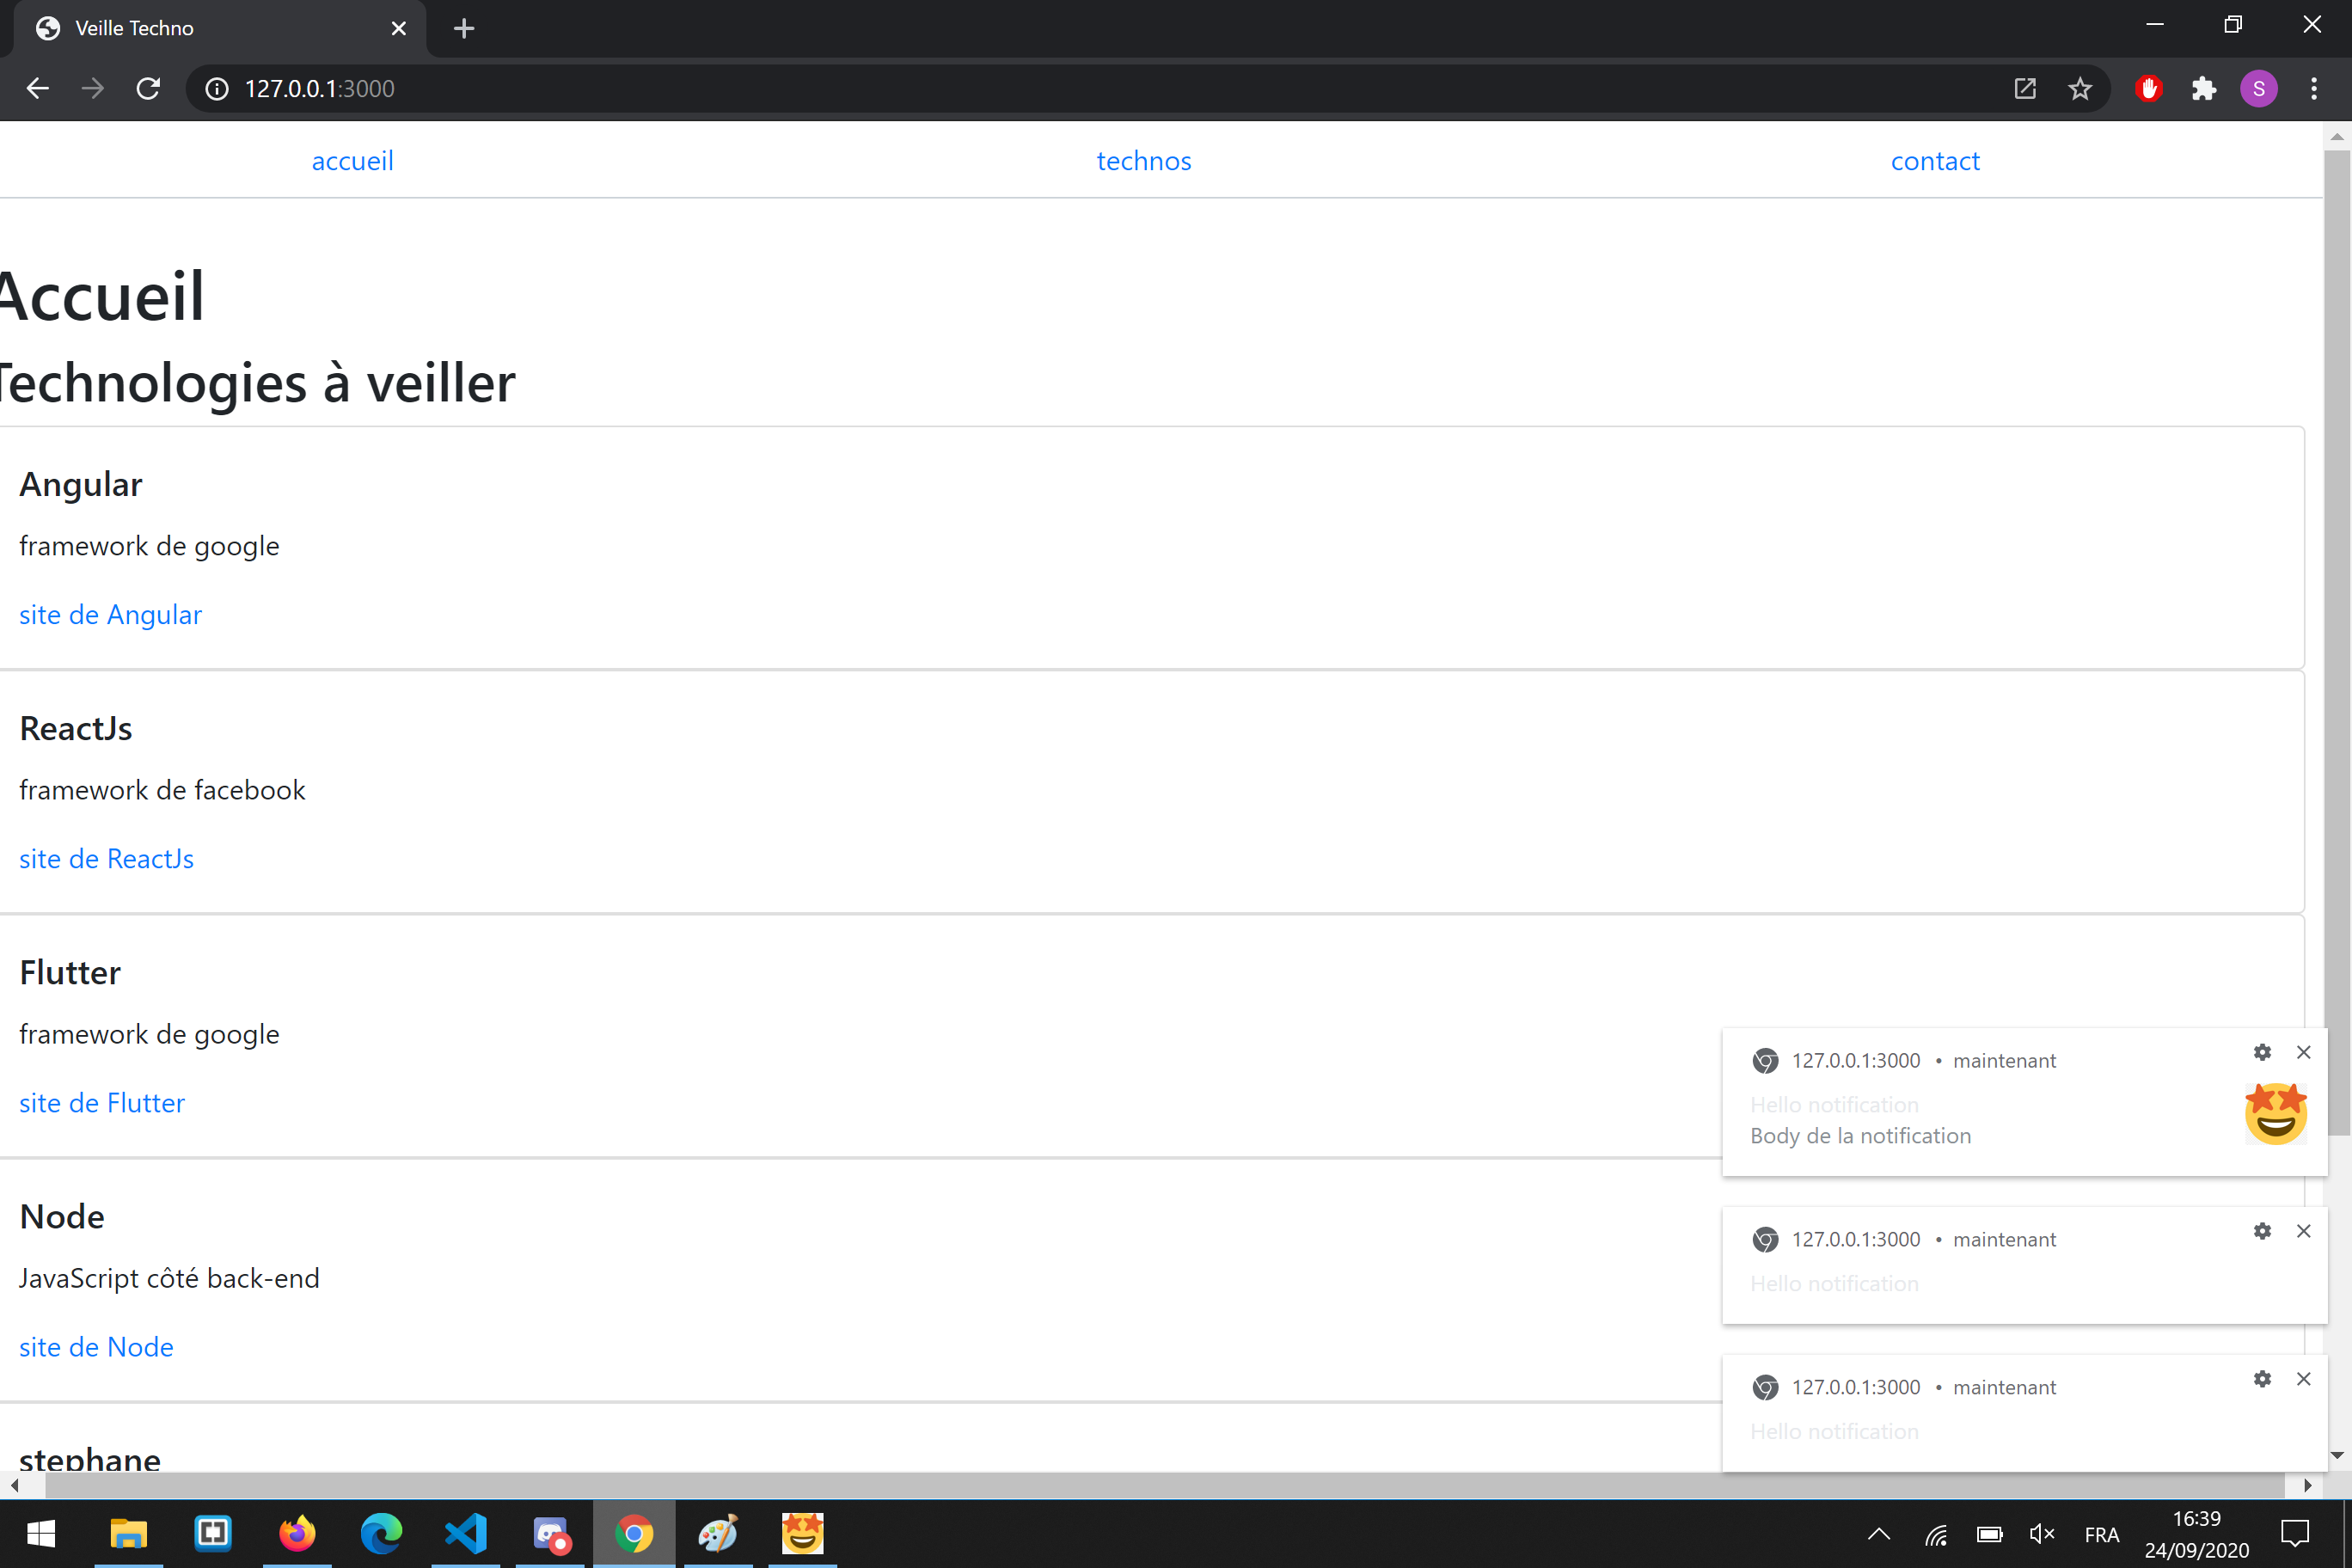 Veille Techno
127.0.0.1:3000
S
accueil technos contact
Accueil
Technologies à veiller
Angular
framework de google
site de Angular
ReactJs
framework de facebook
site de ReactJs
Flutter
framework de google
site de Flutter
Node
JavaScript côté back-end
site de Node
stephane
127.0.0.1:3000 • maintenant
Hello notification
Body de la notification
127.0.0.1:3000 • maintenant
Hello notification
127.0.0.1:3000 • maintenant
Hello notification
FRA
16:39
24/09/2020